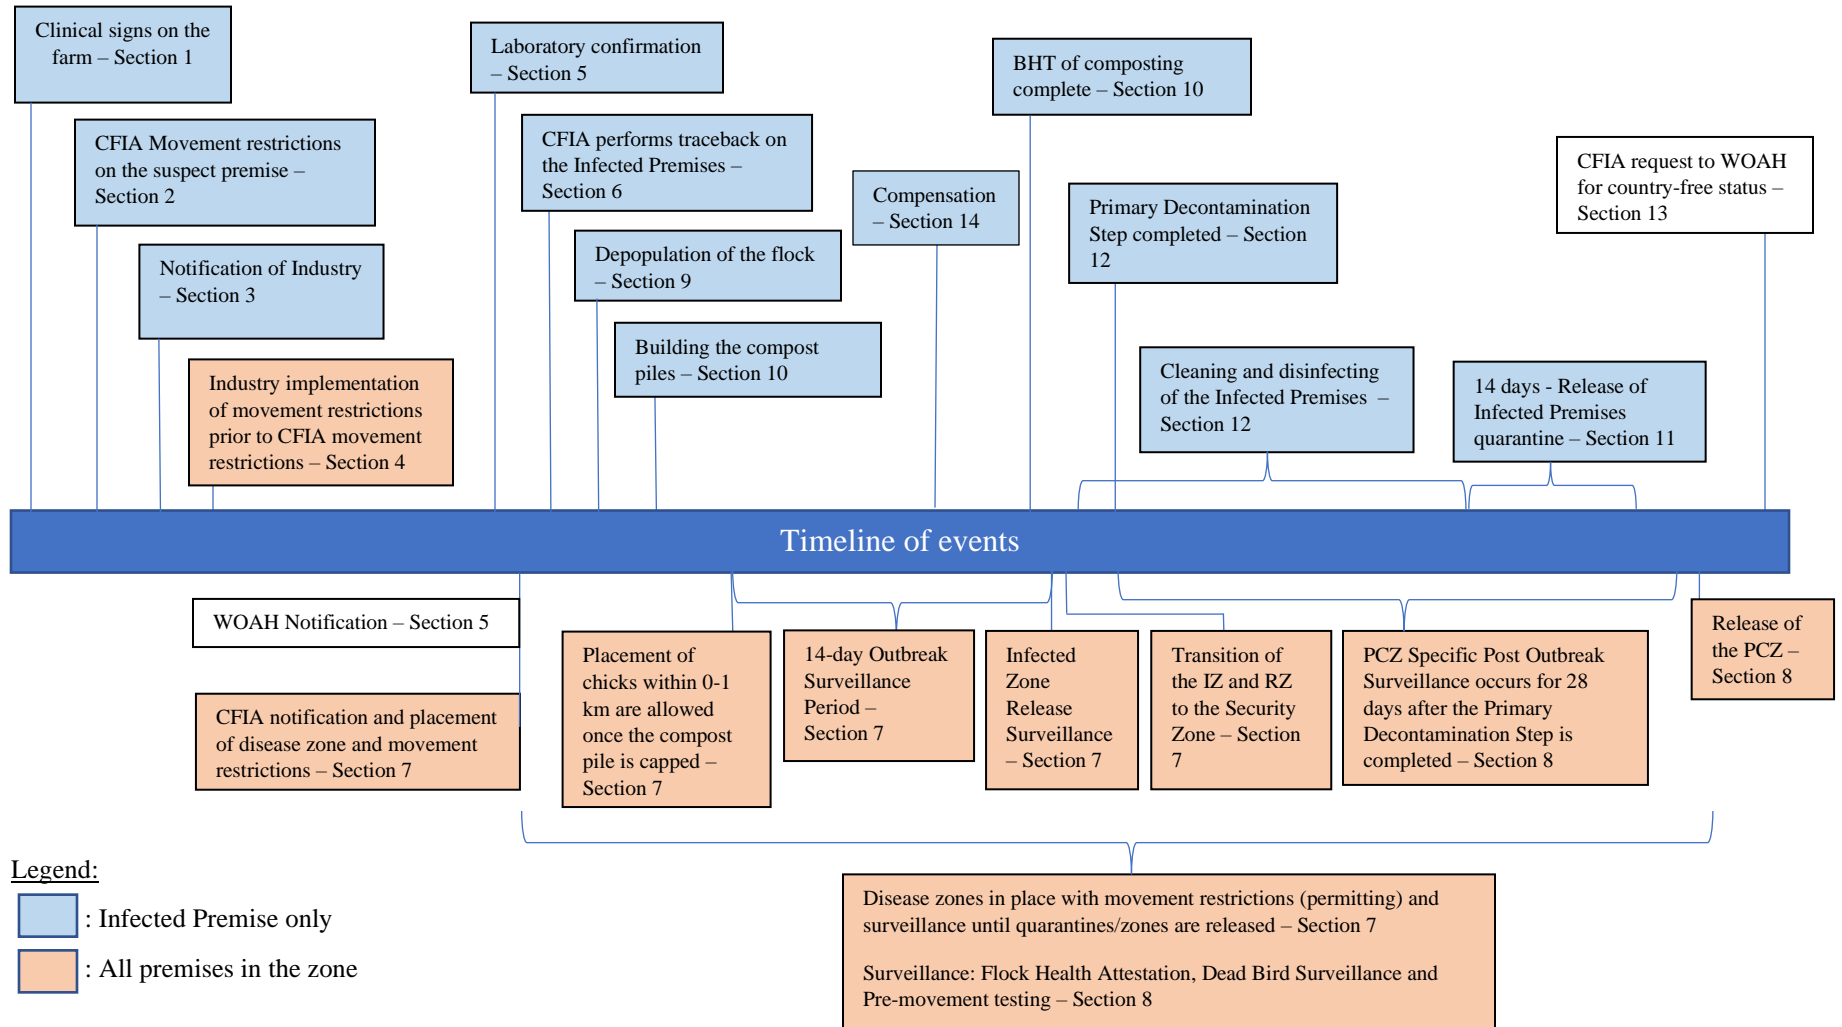 Clinical signs on the
farm – Section 1
CFIA Movement restrictions
on the suspect premise –
Section 2
Notification of Industry
– Section 3
Industry implementation
of movement restrictions
prior to CFIA movement
restrictions – Section 4
Laboratory confirmation
– Section 5
CFIA performs traceback on
the Infected Premises –
Section 6
Depopulation of the flock
– Section 9
Building the compost
piles – Section 10
Compensation
– Section 14
BHT of composting
complete – Section 10
Primary Decontamination
Step completed – Section
12
Cleaning and disinfecting
of the Infected Premises –
Section 12
14 days - Release of
Infected Premises
quarantine – Section 11
CFIA request to WOAH
for country-free status –
Section 13
Timeline of events
WOAH Notification – Section 5
CFIA notification and placement
of disease zone and movement
restrictions – Section 7
Placement of
chicks within 0-1
km are allowed
once the compost
pile is capped –
Section 7
14-day Outbreak
Surveillance
Period –
Section 7
Infected
Zone
Release
Surveillance
– Section 7
Transition of
the IZ and RZ
to the Security
Zone – Section
7
PCZ Specific Post Outbreak
Surveillance occurs for 28
days after the Primary
Decontamination Step is
completed – Section 8
Release of
the PCZ –
Section 8
Disease zones in place with movement restrictions (permitting) and
surveillance until quarantines/zones are released – Section 7
Surveillance: Flock Health Attestation, Dead Bird Surveillance and
Pre-movement testing – Section 8
Legend:
: Infected Premise only
: All premises in the zone